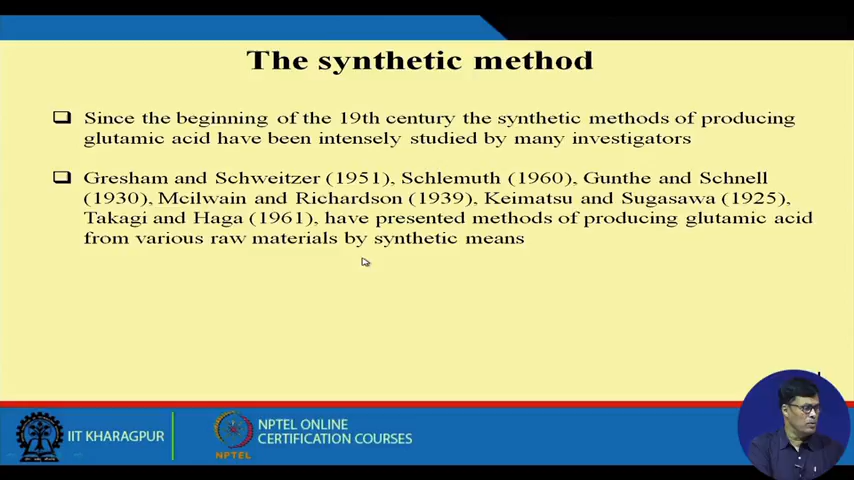 The synthetic method
❑ Since the beginning of the 19th century the synthetic methods of producing
glutamic acid have been intensely studied by many investigators
❑ Gresham and Schweitzer (1951), Schlemuth (1960), Gunthe and Schnell
(1930), Mcilwain and Richardson (1939), Keimatsu and Sugasawa (1925),
Takagi and Haga (1961), have presented methods of producing glutamic acid
from various raw materials by synthetic means
IIT KHARAGPUR
NPTEL
NPTEL ONLINE
CERTIFICATION COURSES